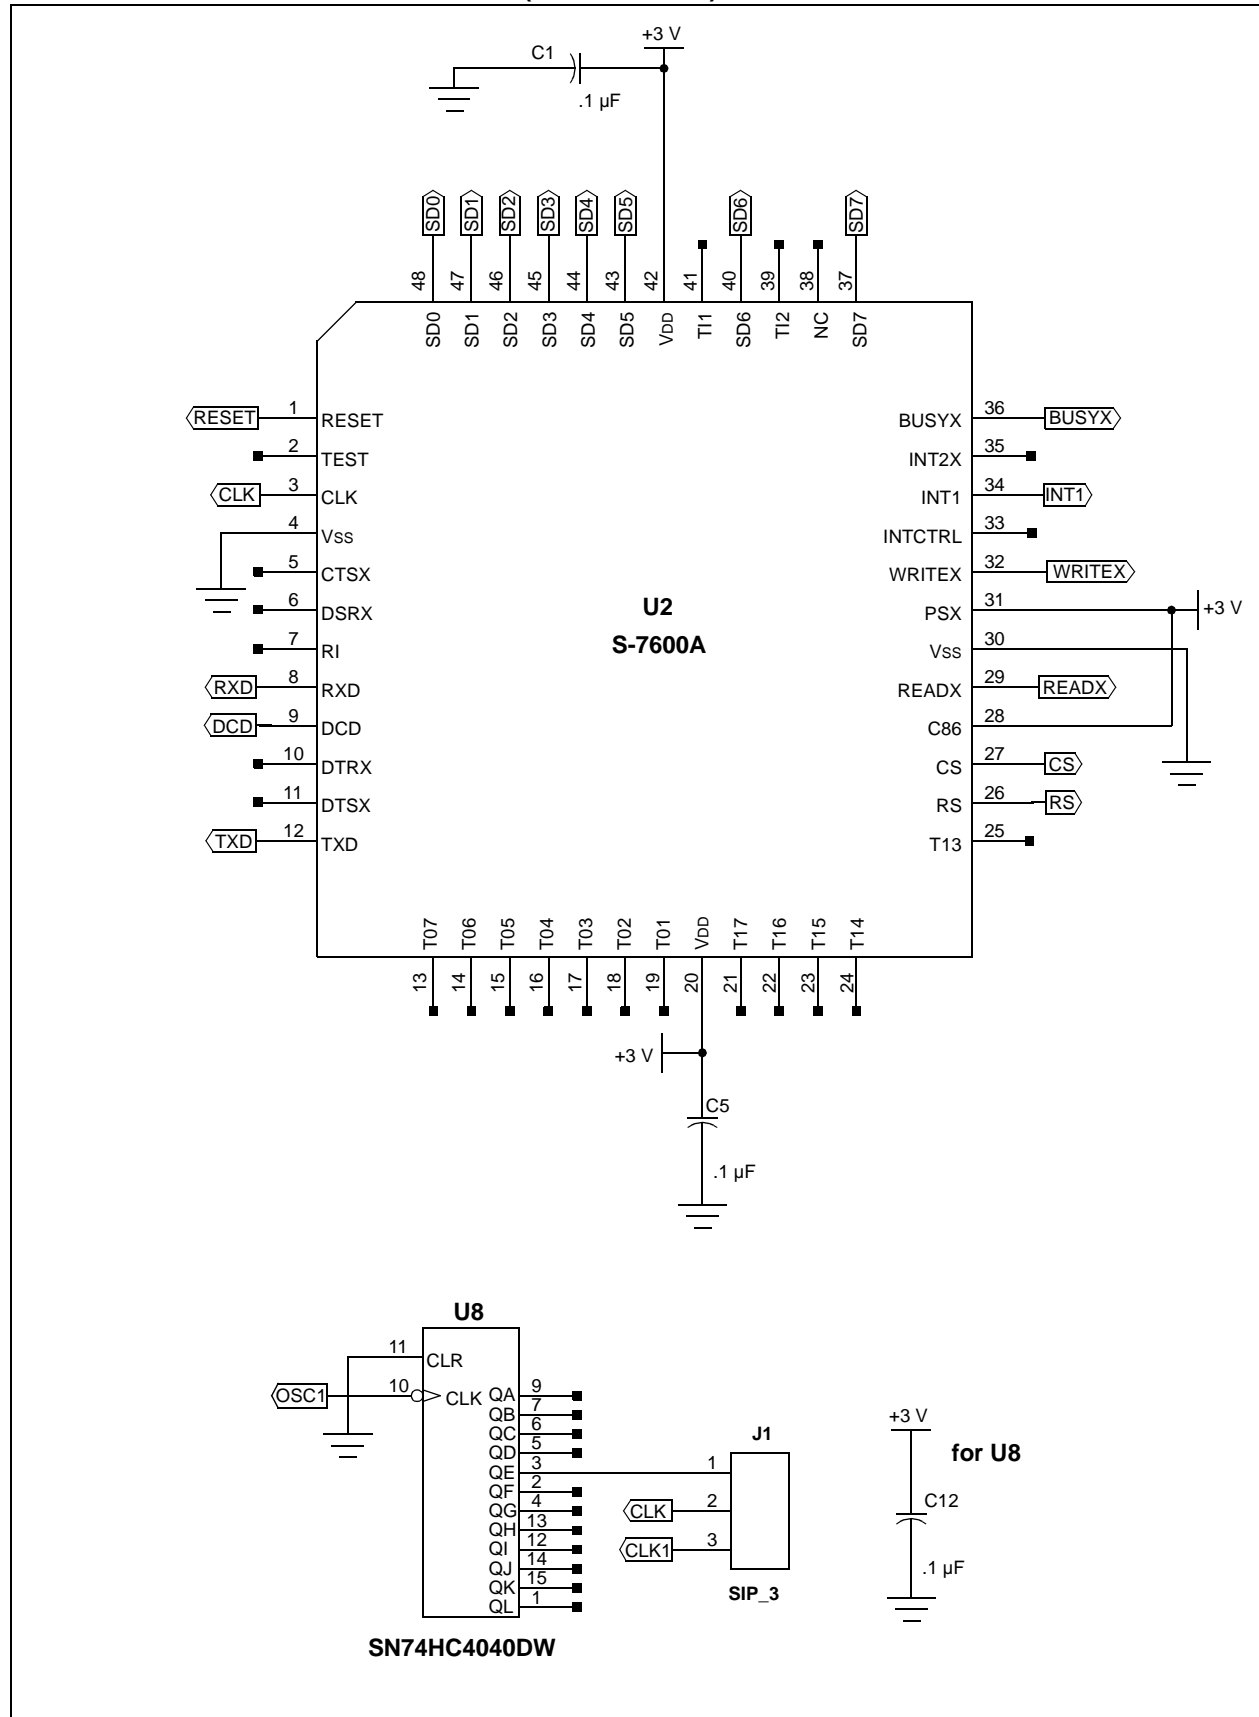 +3 V
C1
.1 µF
SD0 SD1 SD2 SD3 SD4 SD5 SD6 SD7
48 47 46 45 44 43 42 41 40 39 38 37
SD0 SD1 SD2 SD3 SD4 SD5 VDD TI1 SD6 TI2 NC SD7
RESET 1 RESET
2 TEST
CLK 3 CLK
4 VSS
5 CTSX
6 DSRX
7 RI
RXD 8 RXD
DCD 9 DCD
10 DTRX
11 DTSX
TXD 12 TXD
U2
S-7600A
BUSYX 36 BUSYX
INT2X 35
INT1 34 INT1
INTCTRL 33
WRITEX 32 WRITEX
PSX 31 +3 V
VSS 30
READX 29 READX
C86 28
CS 27 CS
RS 26 RS
T13 25
T07 T06 T05 T04 T03 T02 T01 VDD T17 T16 T15 T14
13 14 15 16 17 18 19 20 21 22 23 24
+3 V
C5
.1 µF
U8
11 CLR
OSC1 10 CLK
QA 9
QB 7
QC 6
QD 5
QE 3
QF 2
QG 4
QH 13
QI 12
QJ 14
QK 15
QL 1
SN74HC4040DW
J1
1
CLK 2
CLK1 3
SIP_3
+3 V
for U8
C12
.1 µF